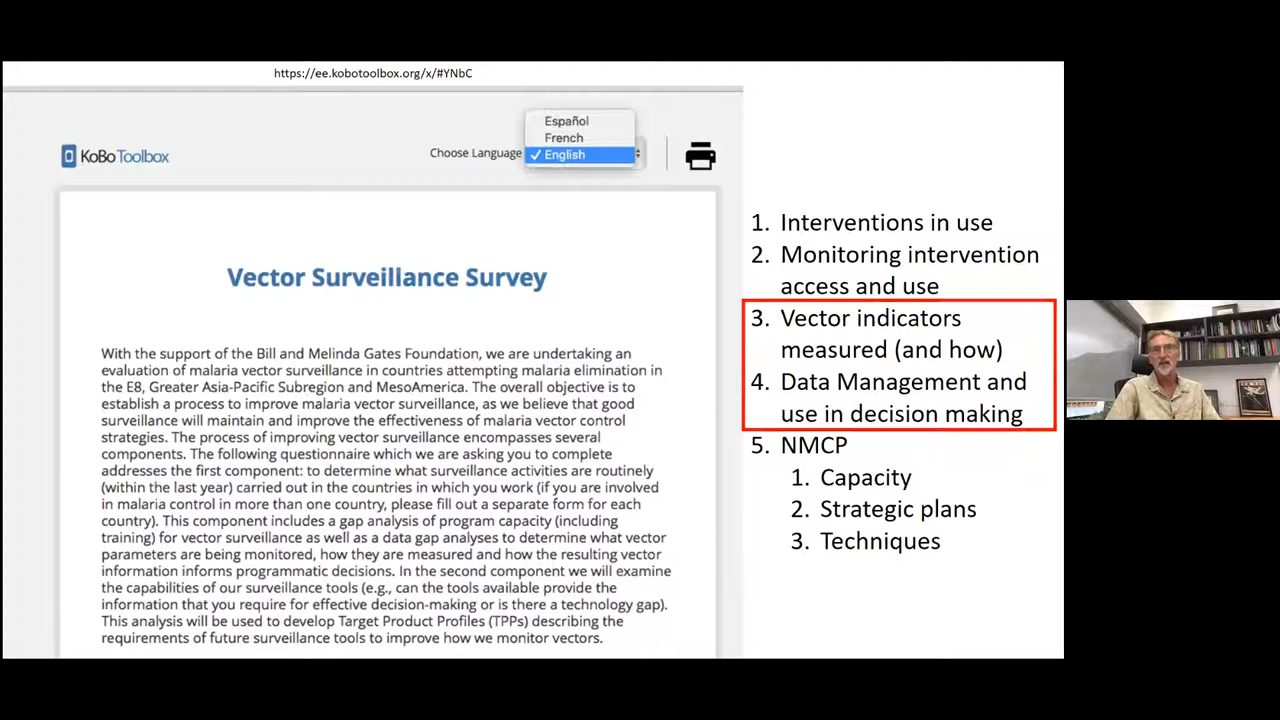 https://ee.kobotoolbox.org/x/#YNbC
KoBoToolbox
Choose Language
Español
French
✓ English
Vector Surveillance Survey
With the support of the Bill and Melinda Gates Foundation, we are undertaking an
evaluation of malaria vector surveillance in countries attempting malaria elimination in
the E8, Greater Asia-Pacific Subregion and MesoAmerica. The overall objective is to
establish a process to improve malaria vector surveillance, as we believe that good
surveillance will maintain and improve the effectiveness of malaria vector control
strategies. The process of improving vector surveillance encompasses several
components. The following questionnaire which we are asking you to complete
addresses the first component: to determine what surveillance activities are routinely
(within the last year) carried out in the countries in which you work (if you are involved
in malaria control in more than one country, please fill out a separate form for each
country). This component includes a gap analysis of program capacity (including
training) for vector surveillance as well as a data gap analyses to determine what vector
parameters are being monitored, how they are measured and how the resulting vector
information informs programmatic decisions. In the second component we will examine
the capabilities of our surveillance tools (e.g., can the tools available provide the
information that you require for effective decision-making or is there a technology gap).
This analysis will be used to develop Target Product Profiles (TPPs) describing the
requirements of future surveillance tools to improve how we monitor vectors.
1. Interventions in use
2. Monitoring intervention
access and use
3. Vector indicators
measured (and how)
4. Data Management and
use in decision making
5. NMCP
1. Capacity
2. Strategic plans
3. Techniques